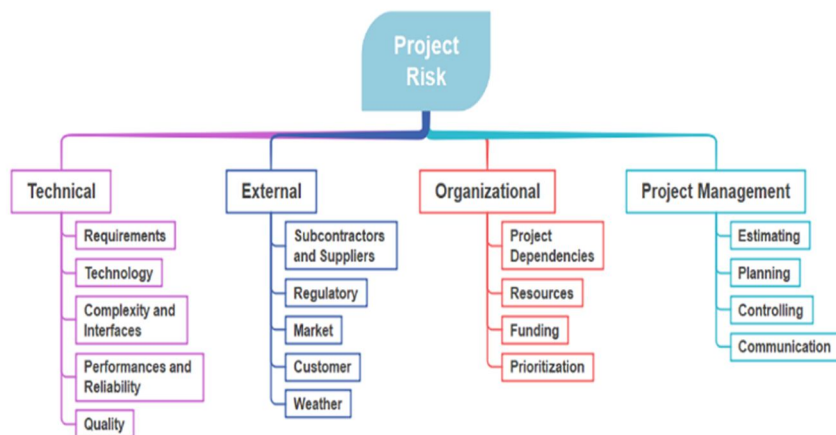 Project
Risk
Technical
Requirements
Technology
Complexity and
Interfaces
Performances and
Reliability
Quality
External
Subcontractors
and Suppliers
Regulatory
Market
Customer
Weather
Organizational
Project
Dependencies
Resources
Funding
Prioritization
Project Management
Estimating
Planning
Controlling
Communication